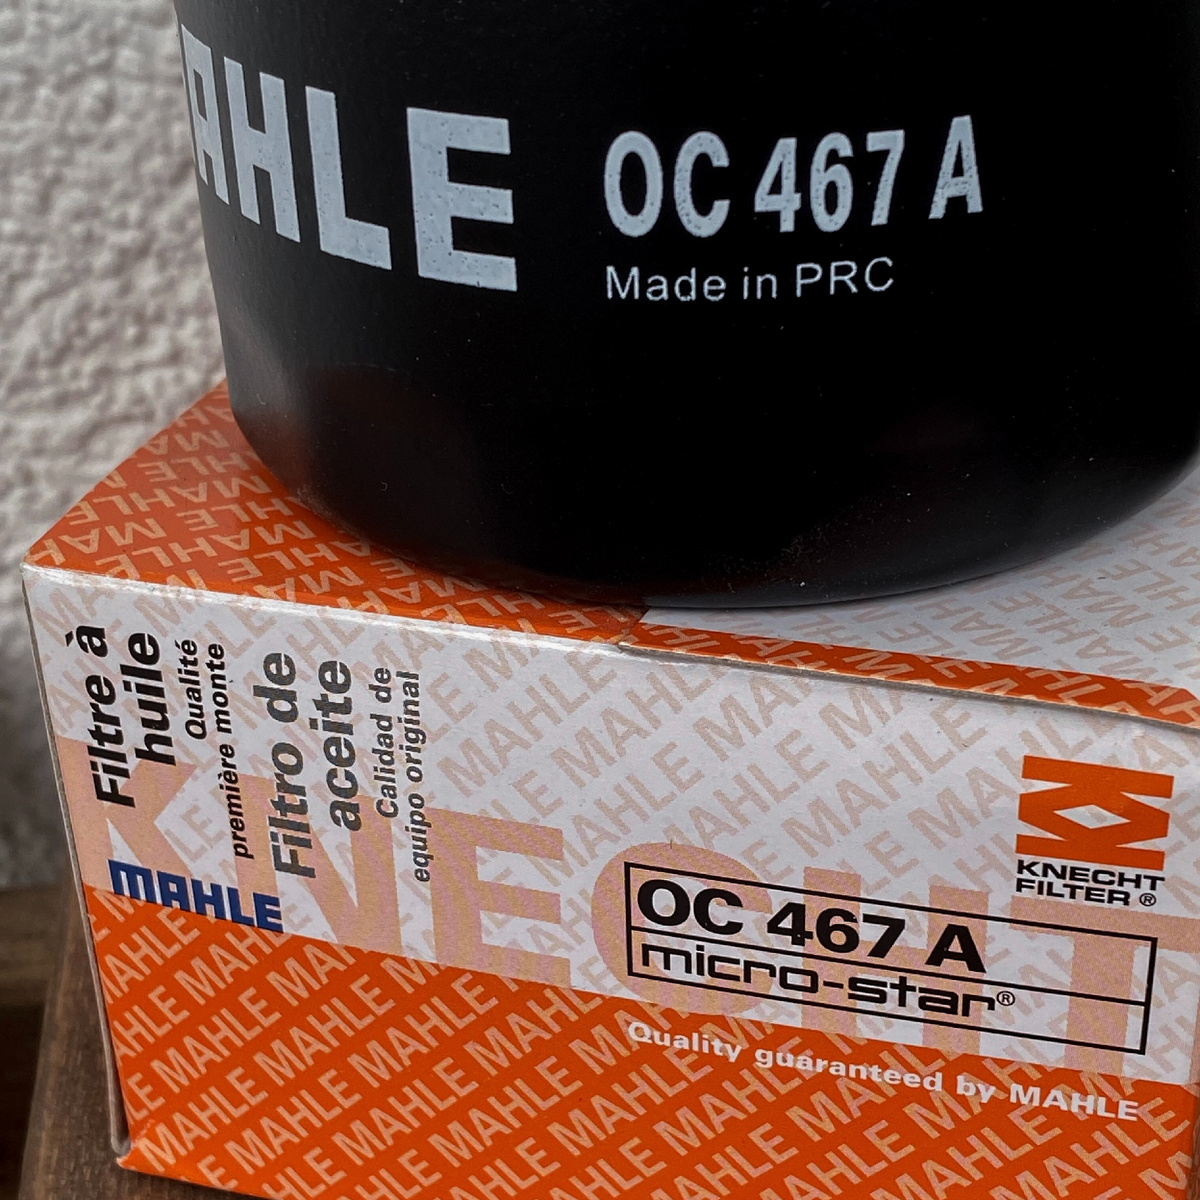 MAHLE
OC 467 A
Made in PRC
Filtre à
huile
Qualité
première monte
Filtro de
aceite
Calidad de
equipo original
MAHLE
KNECHT
KNECHT
FILTER®
OC 467 A
micro-star®
Quality guaranteed by MAHLE